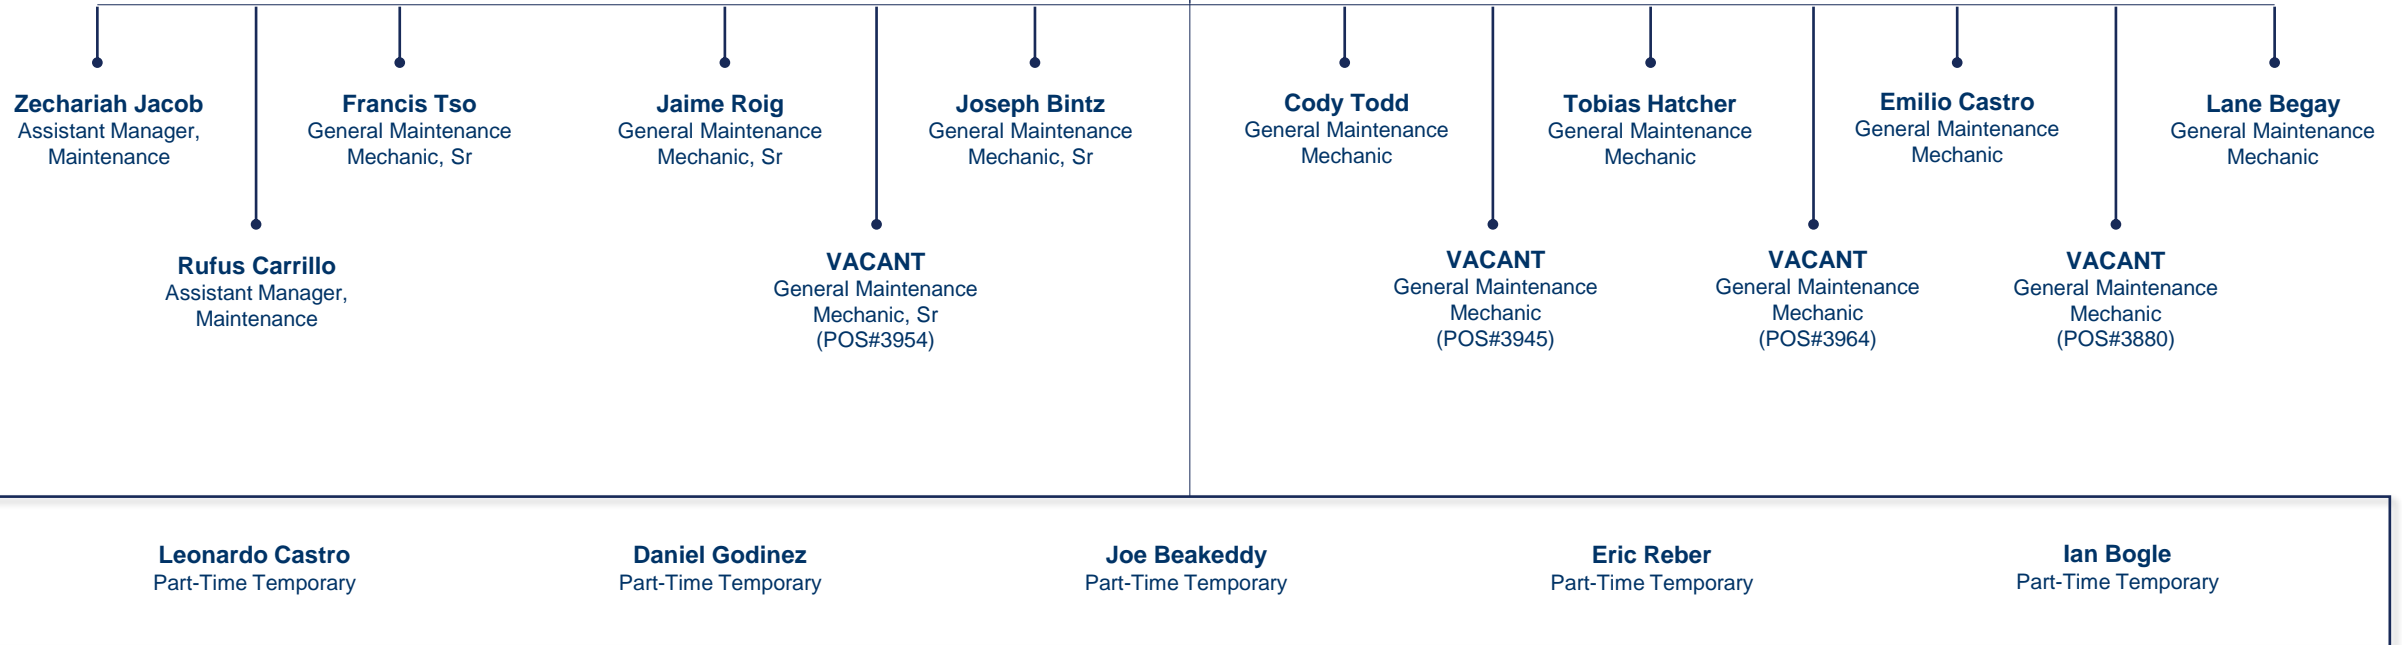 Zechariah Jacob
Assistant Manager,
Maintenance
Francis Tso
General Maintenance
Mechanic, Sr
Jaime Roig
General Maintenance
Mechanic, Sr
Joseph Bintz
General Maintenance
Mechanic, Sr
Cody Todd
General Maintenance
Mechanic
Tobias Hatcher
General Maintenance
Mechanic
Emilio Castro
General Maintenance
Mechanic
Lane Begay
General Maintenance
Mechanic
Rufus Carrillo
Assistant Manager,
Maintenance
VACANT
General Maintenance
Mechanic, Sr
(POS#3954)
VACANT
General Maintenance
Mechanic
(POS#3945)
VACANT
General Maintenance
Mechanic
(POS#3964)
VACANT
General Maintenance
Mechanic
(POS#3880)
Leonardo Castro
Part-Time Temporary
Daniel Godinez
Part-Time Temporary
Joe Beakeddy
Part-Time Temporary
Eric Reber
Part-Time Temporary
Ian Bogle
Part-Time Temporary